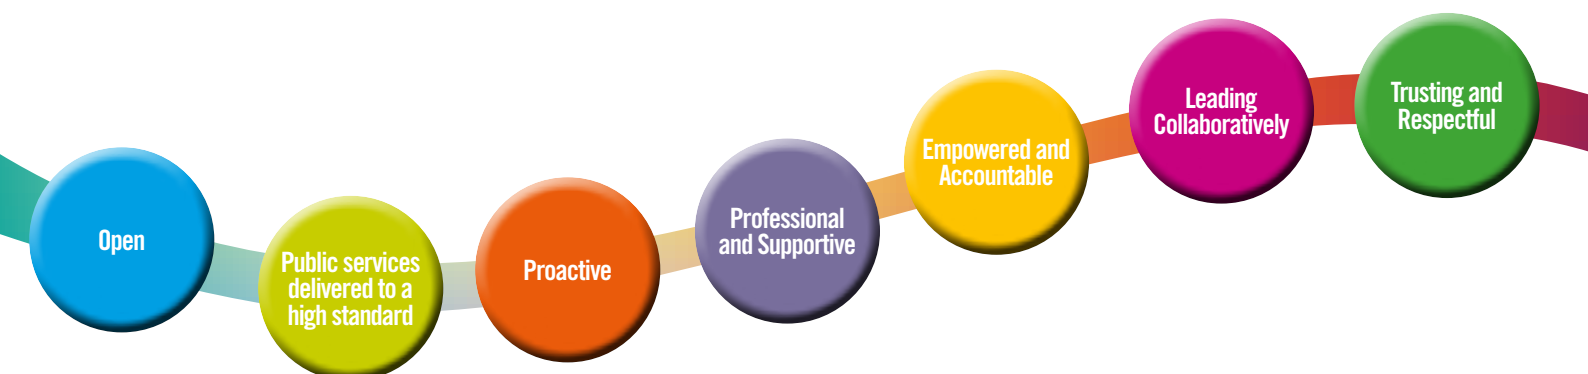 Open
Public services
delivered to a
high standard
Proactive
Professional
and Supportive
Empowered and
Accountable
Leading
Collaboratively
Trusting and
Respectful